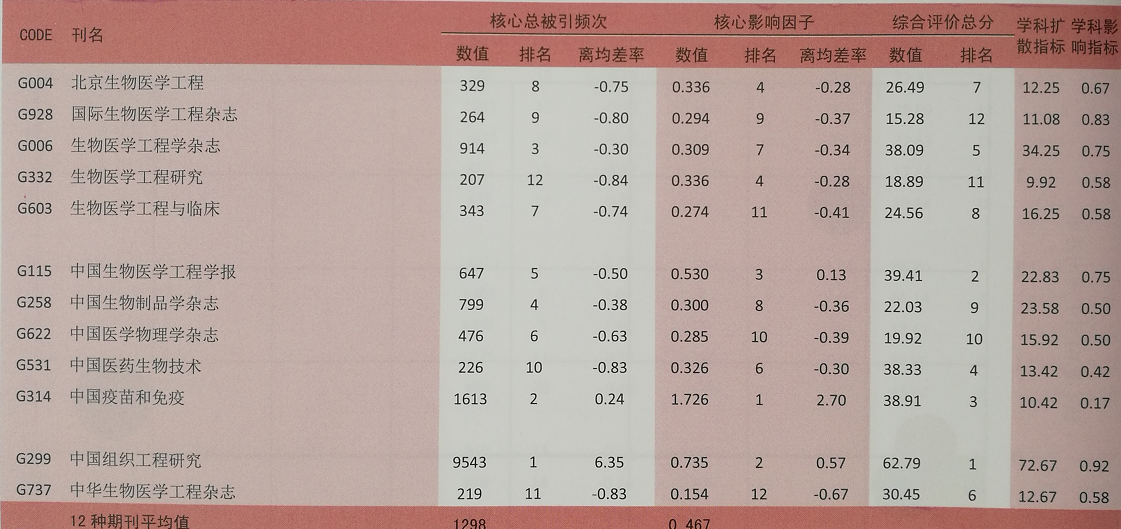 CODE 刊名 核心总被引频次 核心影响因子 综合评价总分 学科扩散指标 学科影响指标
数值 排名 离均差率 数值 排名 离均差率 数值 排名
G004 北京生物医学工程 329 8 -0.75 0.336 4 -0.28 26.49 7 12.25 0.67
G928 国际生物医学工程杂志 264 9 -0.80 0.294 9 -0.37 15.28 12 11.08 0.83
G006 生物医学工程学杂志 914 3 -0.30 0.309 7 -0.34 38.09 5 34.25 0.75
G332 生物医学工程研究 207 12 -0.84 0.336 4 -0.28 18.89 11 9.92 0.58
G603 生物医学工程与临床 343 7 -0.74 0.274 11 -0.41 24.56 8 16.25 0.58
G115 中国生物医学工程学报 647 5 -0.50 0.530 3 0.13 39.41 2 22.83 0.75
G258 中国生物制品学杂志 799 4 -0.38 0.300 8 -0.36 22.03 9 23.58 0.50
G622 中国医学物理学杂志 476 6 -0.63 0.285 10 -0.39 19.92 10 15.92 0.50
G531 中国医药生物技术 226 10 -0.83 0.326 6 -0.30 38.33 4 13.42 0.42
G314 中国疫苗和免疫 1613 2 0.24 1.726 1 2.70 38.91 3 10.42 0.17
G299 中国组织工程研究 9543 1 6.35 0.735 2 0.57 62.79 1 72.67 0.92
G737 中华生物医学工程杂志 219 11 -0.83 0.154 12 -0.67 30.45 6 12.67 0.58
12种期刊平均值 1298 0.467